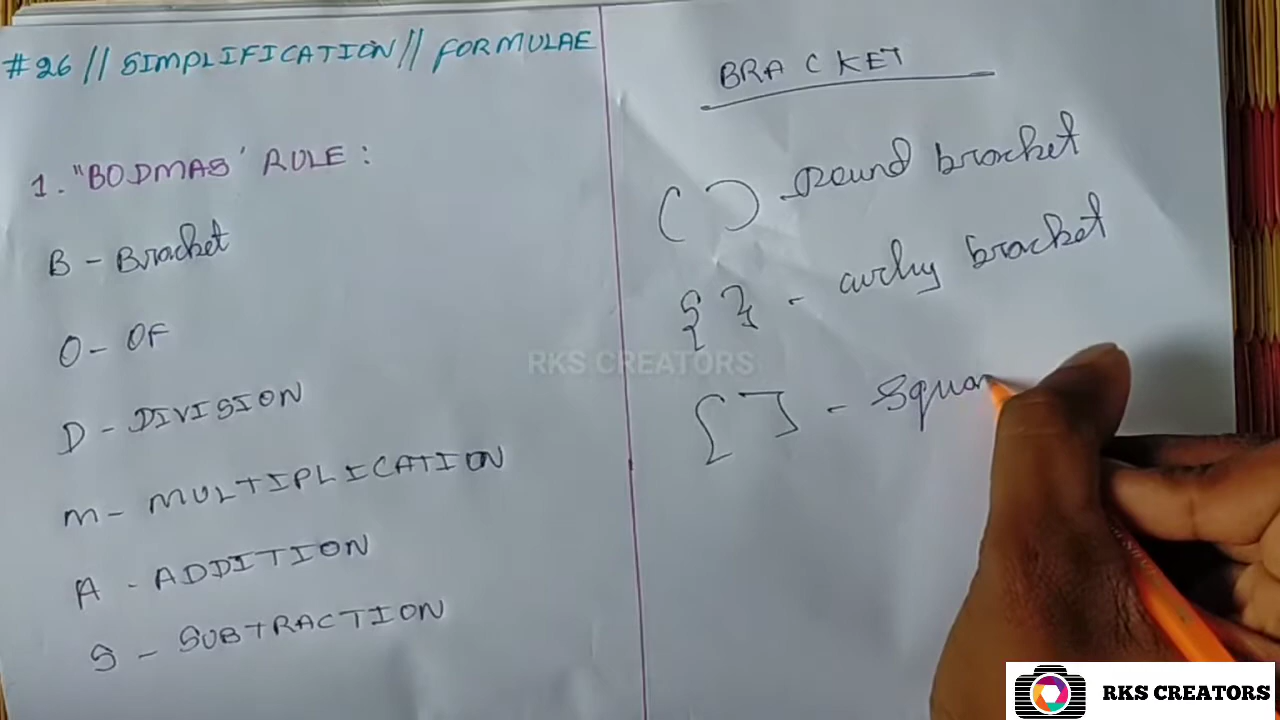 #26 // SIMPLIFICATION // FORMULAE
1. "BODMAS' RULE :
B - Bracket
O - OF
D - DIVISION
M - MULTIPLICATION
A - ADDITION
S - SUBTRACTION
BRACKET
( ) - Round bracket
{ } - curly bracket
[ ] - Squar
RKS CREATORS
RKS CREATORS